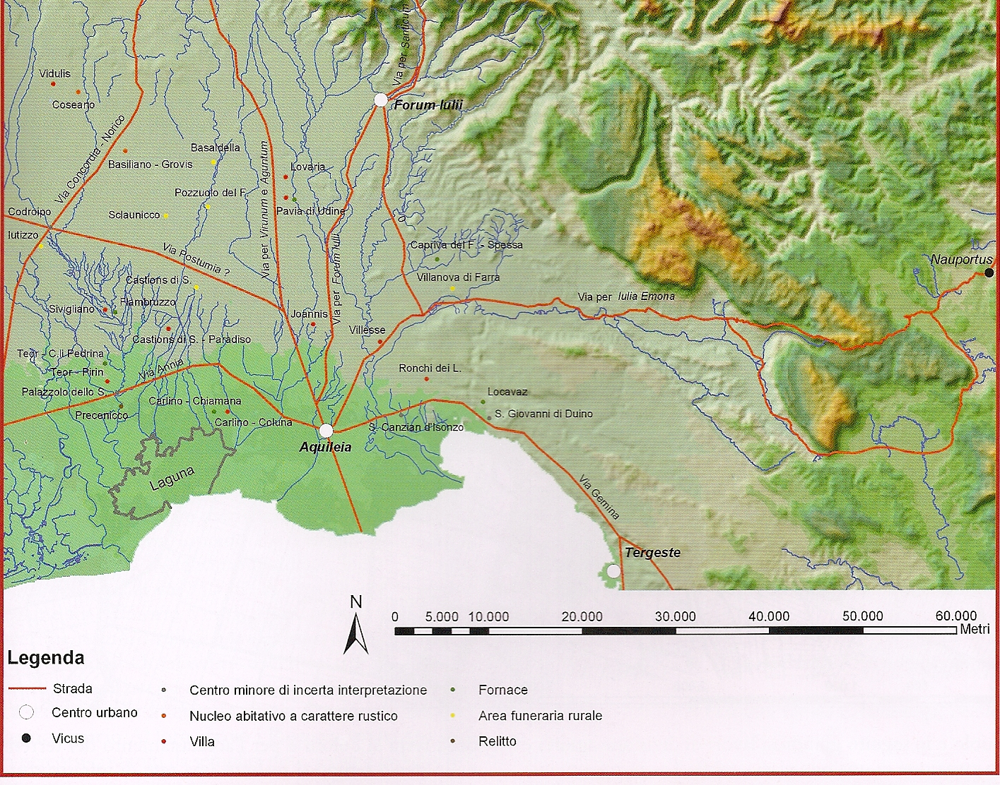 Via per Santicum
Vidulis
Coseano
Forum Iulii
Via Concordia - Norico
Basaldella
Basiliano - Grovis
Lovaria
Via per Virunum e Aguntum
Pozzuolo del F.
Codroipo
Sclaunicco
Pavia di Udine
Iutizzo
Via Postumia ?
Via per Forum Iulii
Capriva del F. - Spessa
Nauportus
Castions di S.
Villanova di Farra
Via per Iulia Emona
Flambruzzo
Sivigliano
Joannis
Villesse
Castions di S. - Paradiso
Teor - C.li Pedrina
Via Annia
Teor - Pirin
Ronchi dei L.
Palazzolo dello S.
Locavaz
Carlino - Chiamana
Precenicco
S. Giovanni di Duino
Carlino - Coluna
S. Canzian d'Isonzo
Aquileia
Laguna
Via Gemina
Tergeste
N
0 5.000 10.000 20.000 30.000 40.000 50.000 60.000
Metri
Legenda
Strada
Centro urbano
Vicus
Centro minore di incerta interpretazione
Nucleo abitativo a carattere rustico
Villa
Fornace
Area funeraria rurale
Relitto